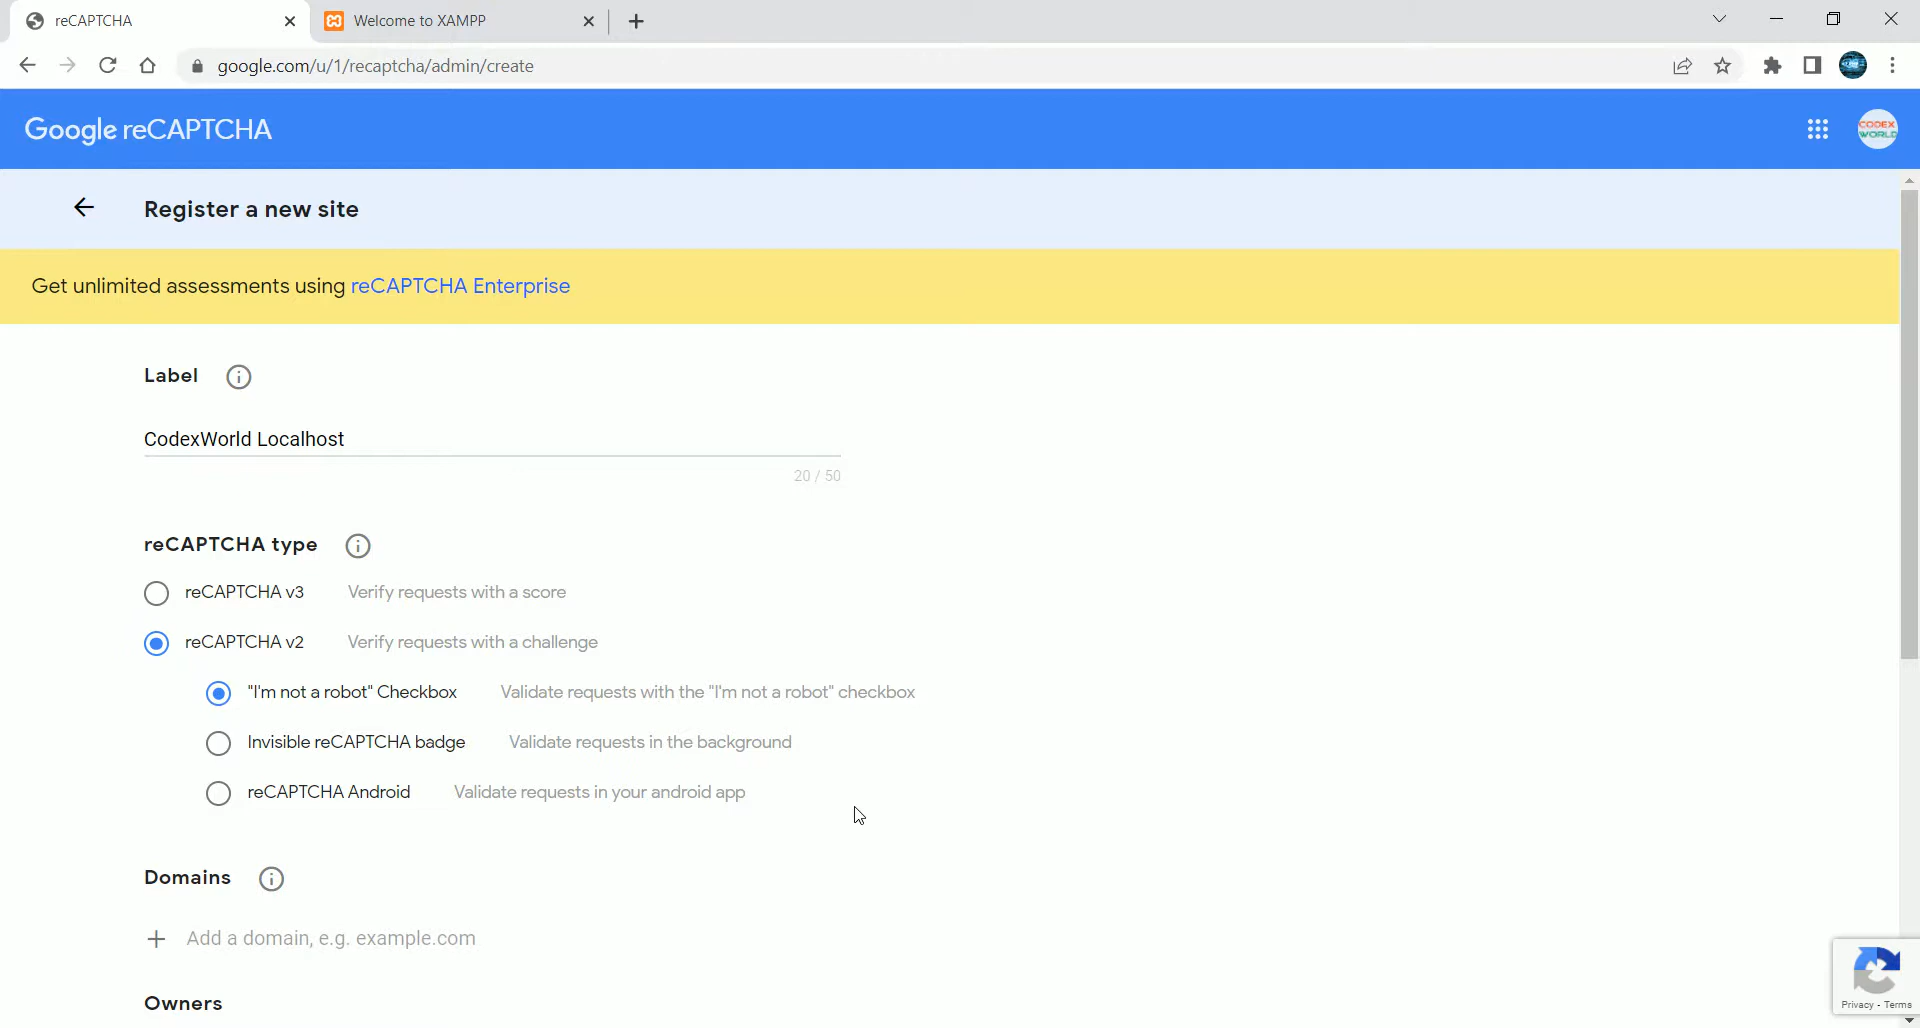 reCAPTCHA
Welcome to XAMPP
google.com/u/1/recaptcha/admin/create
Google reCAPTCHA
CODEX
WORLD
Register a new site
Get unlimited assessments using reCAPTCHA Enterprise
Label
CodexWorld Localhost
20 / 50
reCAPTCHA type
reCAPTCHA v3 Verify requests with a score
reCAPTCHA v2 Verify requests with a challenge
"I'm not a robot" Checkbox Validate requests with the "I'm not a robot" checkbox
Invisible reCAPTCHA badge Validate requests in the background
reCAPTCHA Android Validate requests in your android app
Domains
Add a domain, e.g. example.com
Owners
Privacy - Terms